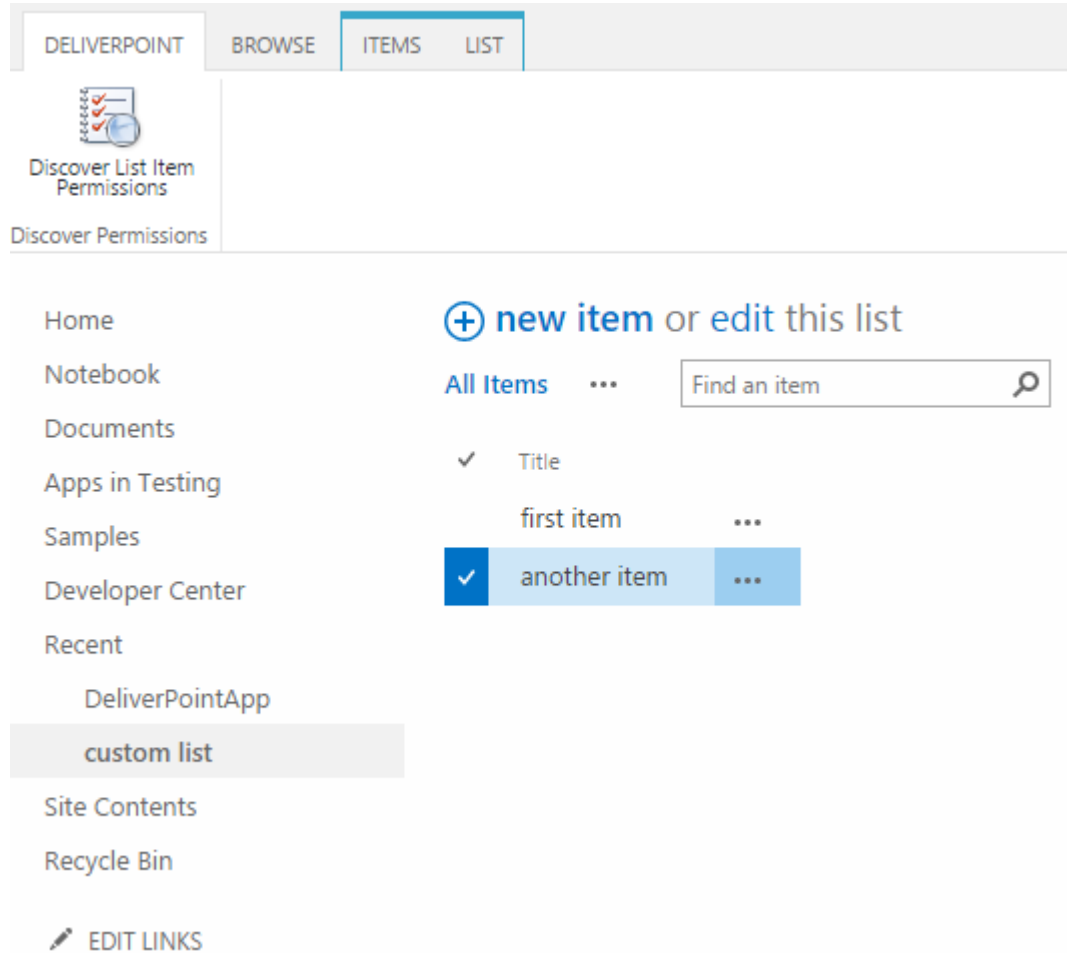 DELIVERPOINT BROWSE ITEMS LIST
Discover List Item
Permissions
Discover Permissions
Home
Notebook
Documents
Apps in Testing
Samples
Developer Center
Recent
DeliverPointApp
custom list
Site Contents
Recycle Bin
EDIT LINKS
new item or edit this list
All Items ••• Find an item
Title
first item •••
another item •••